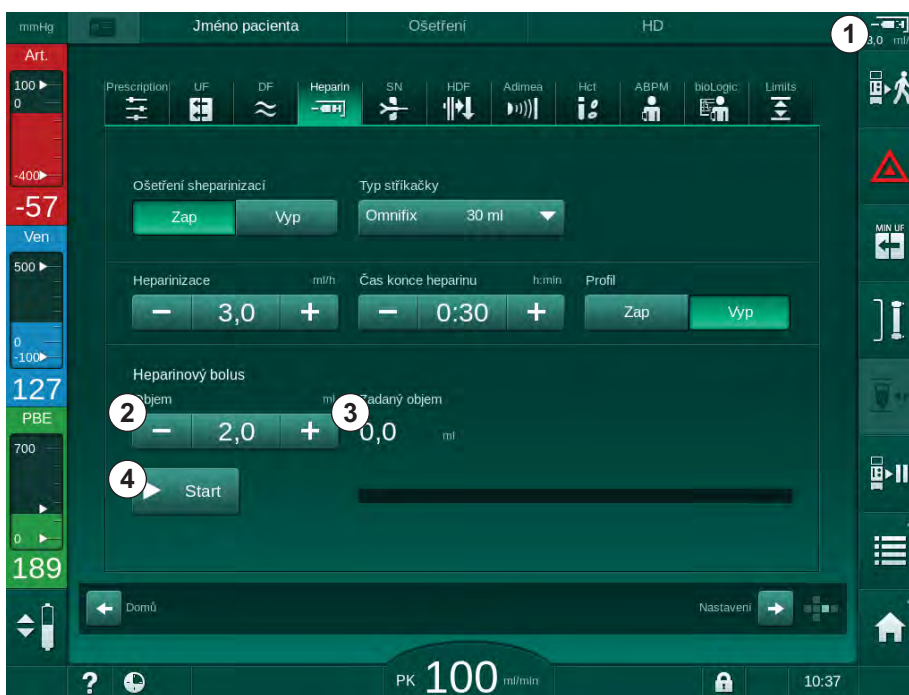 mmHg Jméno pacienta Ošetření HD
1
3,0 ml/
Art.
100
0
-400
-57
Prescription UF DF Heparin SN HDF Adimea Hct ABPM bioLogic Limits
Ošetření sheparinizací Typ stříkačky
Zap Vyp Omnifix 30 ml
MIN UF
Ven
500
0
-100
127
Heparinizace ml/h Čas konce heparinu h:min Profil
− 3,0 + − 0:30 + Zap Vyp
Heparinový bolus
Objem ml Zadaný objem
2 − 2,0 + 3 0,0 ml
4 Start
PBE
700
0
189
Domů Nastavení
? PK 100 ml/min 10:37